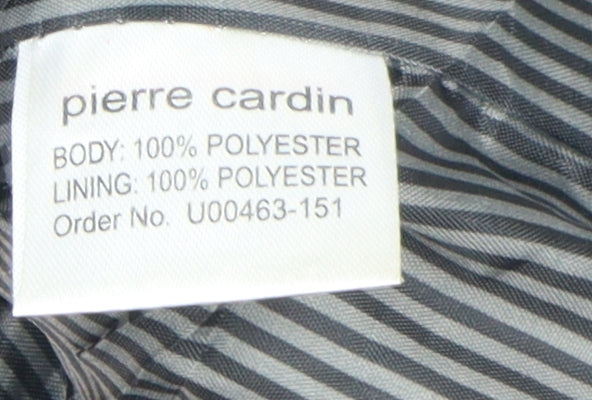 pierre cardin
BODY: 100% POLYESTER
LINING: 100% POLYESTER
Order No. U00463-151